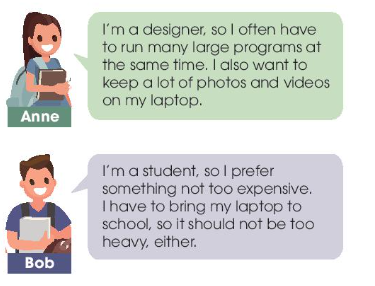 I'm a designer, so I often have
to run many large programs at
the same time. I also want to
keep a lot of photos and videos
on my laptop.
Anne
I'm a student, so I prefer
something not too expensive.
I have to bring my laptop to
school, so it should not be too
heavy, either.
Bob